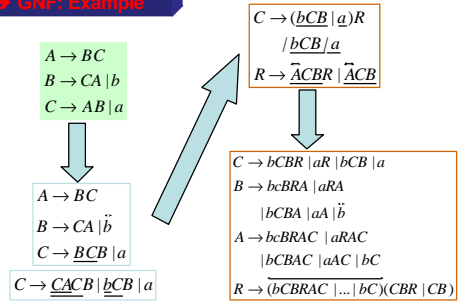 → GNF: Example
A → BC
B → CA | b
C → AB | a
A → BC
B → CA | b̈
C → BCB | a
C → CACB | bCB | a
C → (bCB | a)R
/ bCB / a
R → ACBR | ACB
C → bCBR | aR | bCB | a
B → bcBRA | aRA
| bCBA | aA | b̈
A → bcBRAC | aRAC
| bCBAC | aAC | bC
R → (bCBRAC | ... | bC)(CBR | CB)